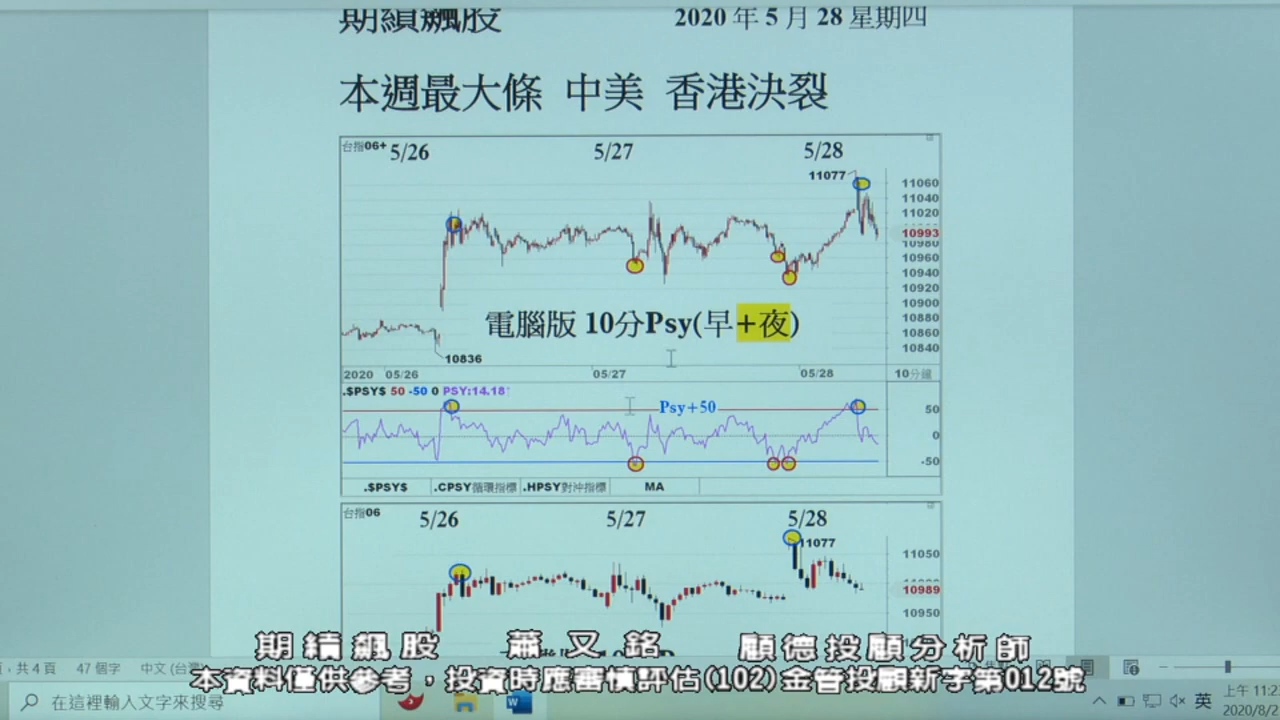 期績飆股 2020 年 5 月 28 星期四
本週最大條 中美 香港決裂
台指06+ 5/26 5/27 5/28
11077
11060
11040
11020
10993
10980
10960
10940
10920
10900
10880
10860
10840
電腦版 10分Psy(早+夜)
10836
2020 05/26 05/27 05/28 10分鐘
.$PSY$ 50 -50 0 PSY:14.18↑
Psy+50
50
0
-50
.$PSY$ .CPSY循環指標 .HPSY對沖指標 MA
台指06 5/26 5/27 5/28
11077
11050
10989
10950
期績飆股 蕭又銘 顧德投顧分析師
本資料僅供參考，投資時應審慎評估(102)金管投顧新字第012號
，共 4 頁 47 個字 中文 (台灣)
在這裡輸入文字來搜尋
英
上午 11:2
2020/8/2